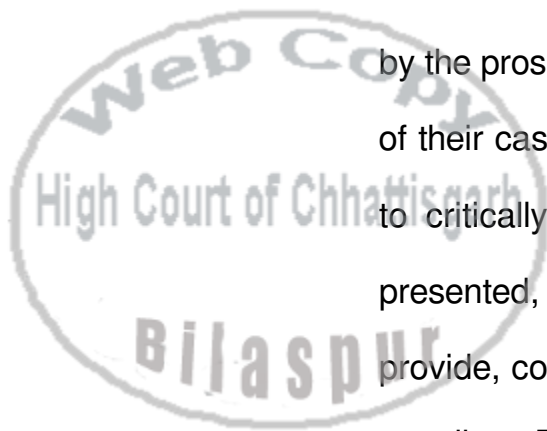 Web Copy
High Court of Chhattisgarh
Bilaspur
by the pros
of their cas
to critically
presented,
provide, co